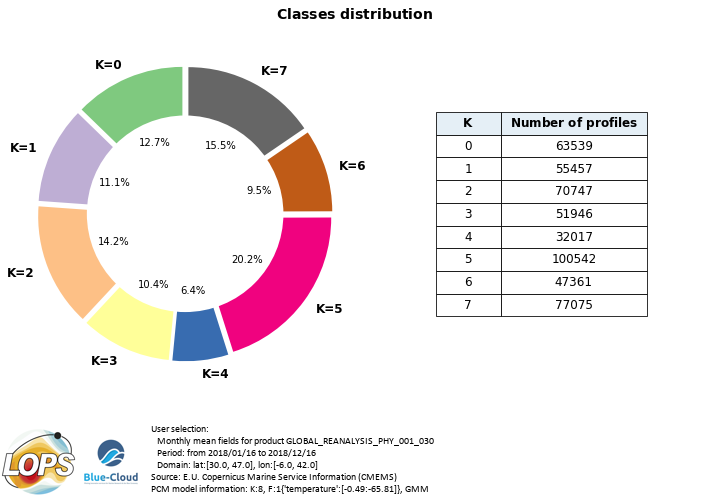 Classes distribution
K=0
K=7
K=1
K=6
K=2
K=5
K=3
K=4
12.7%
15.5%
11.1%
9.5%
14.2%
20.2%
10.4%
6.4%
K Number of profiles
0 63539
1 55457
2 70747
3 51946
4 32017
5 100542
6 47361
7 77075
LOPS
Blue-Cloud
User selection:
Monthly mean fields for product GLOBAL_REANALYSIS_PHY_001_030
Period: from 2018/01/16 to 2018/12/16
Domain: lat:[30.0, 47.0], lon:[-6.0, 42.0]
Source: E.U. Copernicus Marine Service Information (CMEMS)
PCM model information: K:8, F:1{'temperature':[-0.49:-65.81]}, GMM